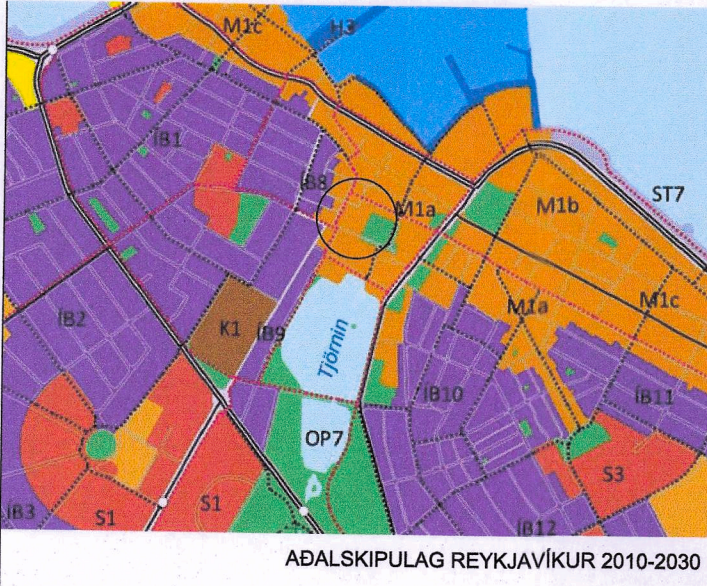 M1c
H3
ÍB1
ÍB8
M1a
M1b
ST7
ÍB2
K1
ÍB9
Tjörnin
M1a
M1c
ÍB10
ÍB11
OP7
S3
S1
S1
ÍB3
ÍB12
AÐALSKIPULAG REYKJAVÍKUR 2010-2030